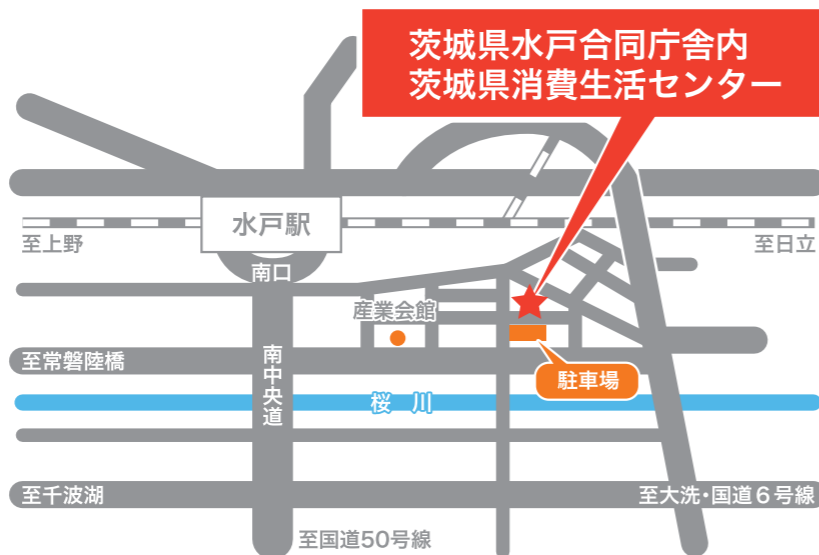 茨城県水戸合同庁舎内
茨城県消費生活センター
水戸駅
至上野
至日立
南口
産業会館
至常磐陸橋
南中央道
駐車場
桜 川
至千波湖
至大洗・国道6号線
至国道50号線